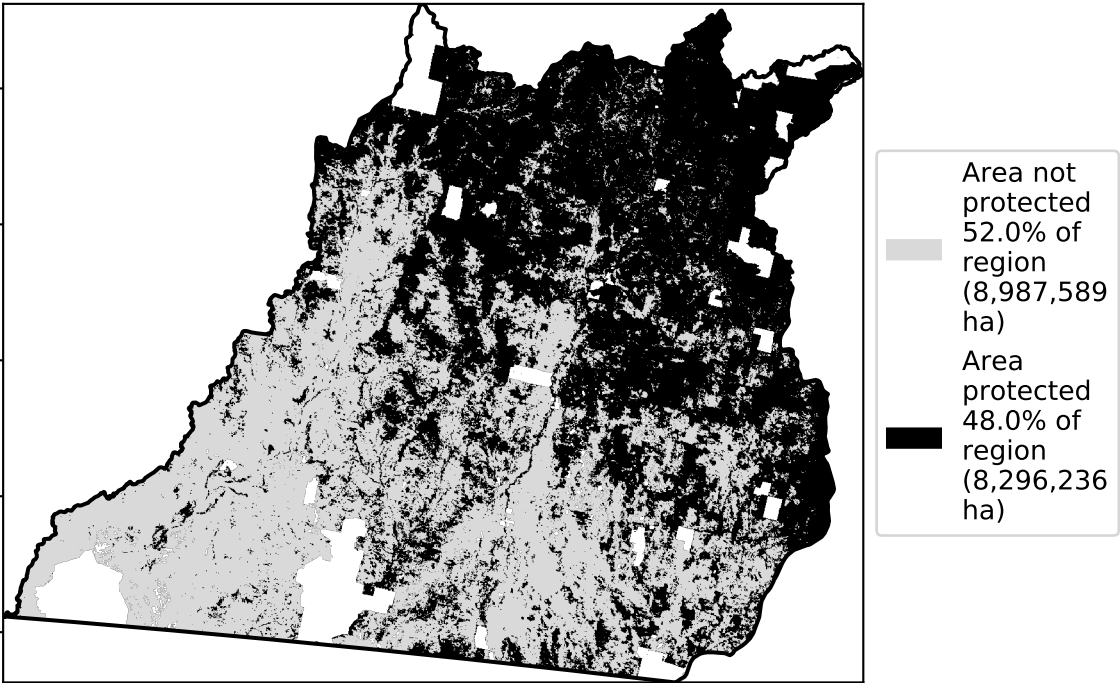 Area not
protected
52.0% of
region
(8,987,589
ha)
Area
protected
48.0% of
region
(8,296,236
ha)